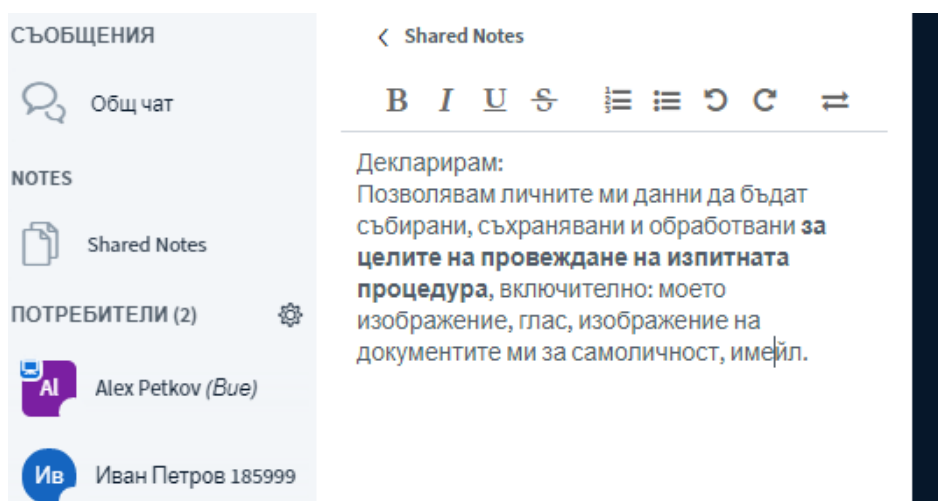 СЪОБЩЕНИЯ
Общ чат
NOTES
Shared Notes
ПОТРЕБИТЕЛИ (2)
Al
Alex Petkov (Вие)
Ив
Иван Петров 185999
Shared Notes
B I U S
Декларирам:
Позволявам личните ми данни да бъдат
събирани, съхранявани и обработвани за
целите на провеждане на изпитната
процедура, включително: моето
изображение, глас, изображение на
документите ми за самоличност, имейл.